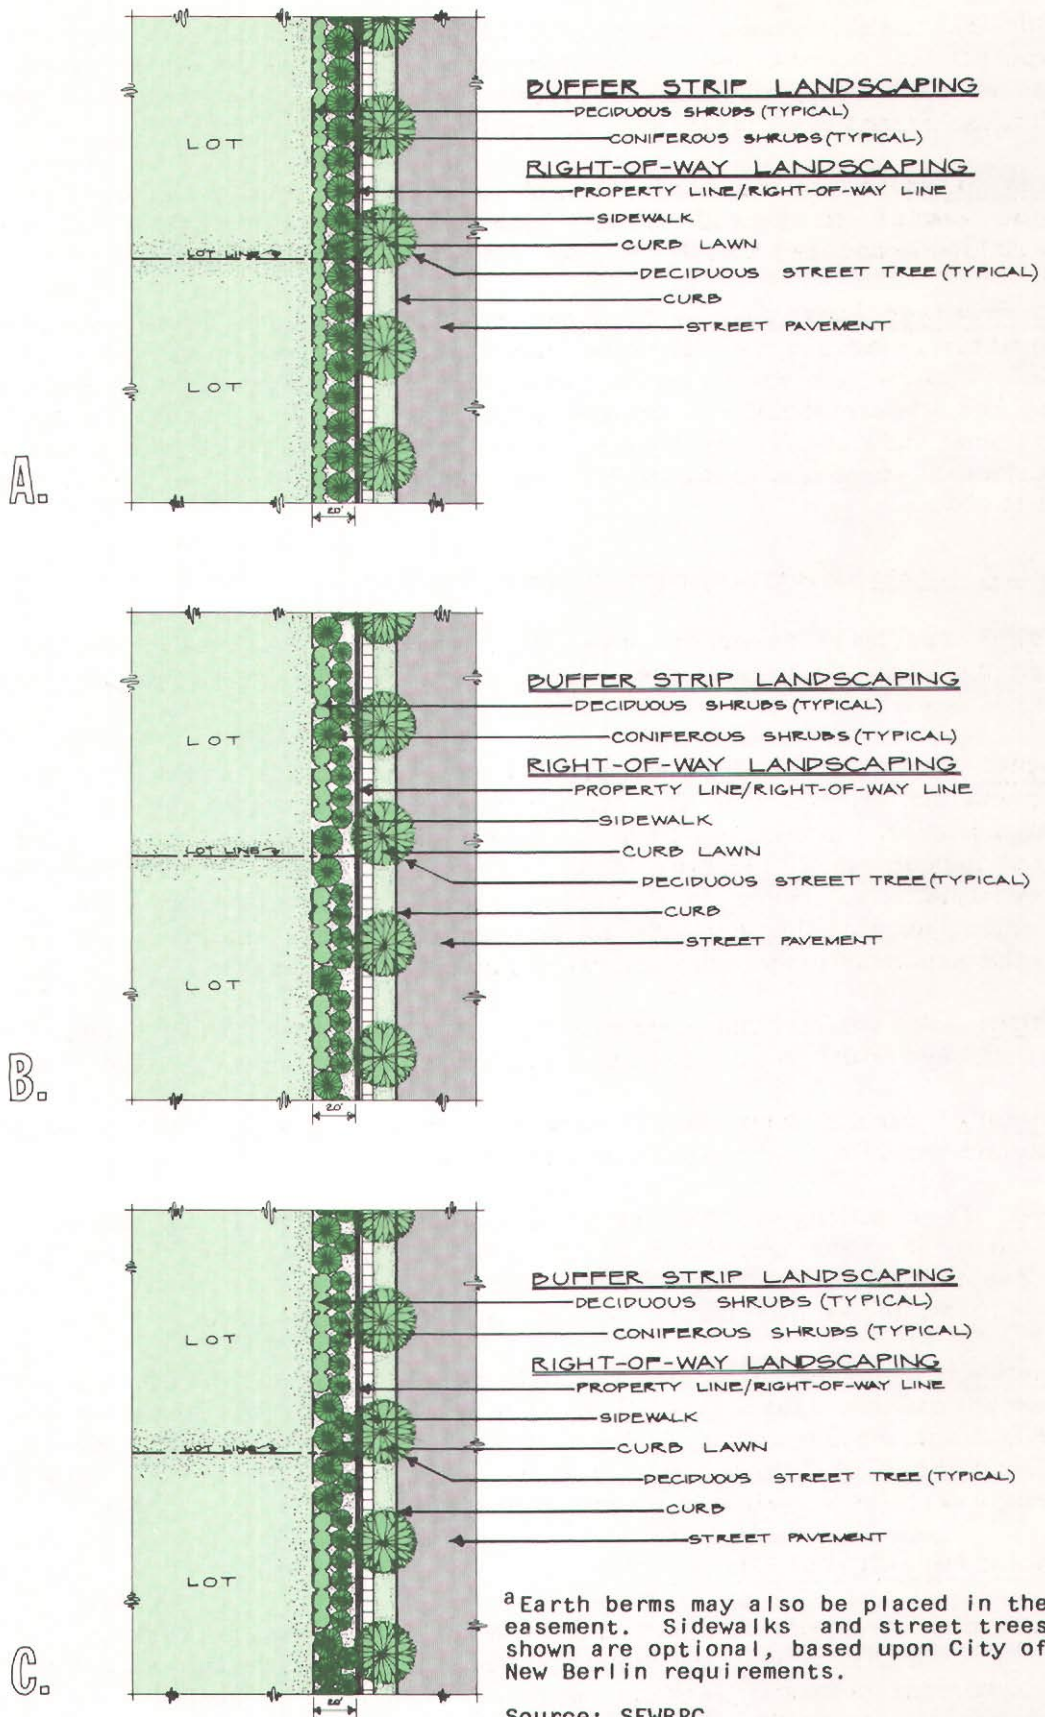 BUFFER STRIP LANDSCAPING
DECIDUOUS SHRUBS (TYPICAL)
CONIFEROUS SHRUBS (TYPICAL)
RIGHT-OF-WAY LANDSCAPING
PROPERTY LINE/RIGHT-OF-WAY LINE
SIDEWALK
CURB LAWN
DECIDUOUS STREET TREE (TYPICAL)
CURB
STREET PAVEMENT
LOT
LOT LINE
LOT
A.
20'
BUFFER STRIP LANDSCAPING
DECIDUOUS SHRUBS (TYPICAL)
CONIFEROUS SHRUBS (TYPICAL)
RIGHT-OF-WAY LANDSCAPING
PROPERTY LINE/RIGHT-OF-WAY LINE
SIDEWALK
CURB LAWN
DECIDUOUS STREET TREE (TYPICAL)
CURB
STREET PAVEMENT
LOT
LOT LINE
LOT
B.
20'
BUFFER STRIP LANDSCAPING
DECIDUOUS SHRUBS (TYPICAL)
CONIFEROUS SHRUBS (TYPICAL)
RIGHT-OF-WAY LANDSCAPING
PROPERTY LINE/RIGHT-OF-WAY LINE
SIDEWALK
CURB LAWN
DECIDUOUS STREET TREE (TYPICAL)
CURB
STREET PAVEMENT
LOT
LOT LINE
LOT
C.
20'
a Earth berms may also be placed in the
easement. Sidewalks and street trees
shown are optional, based upon City of
New Berlin requirements.
Source: SEWRPC